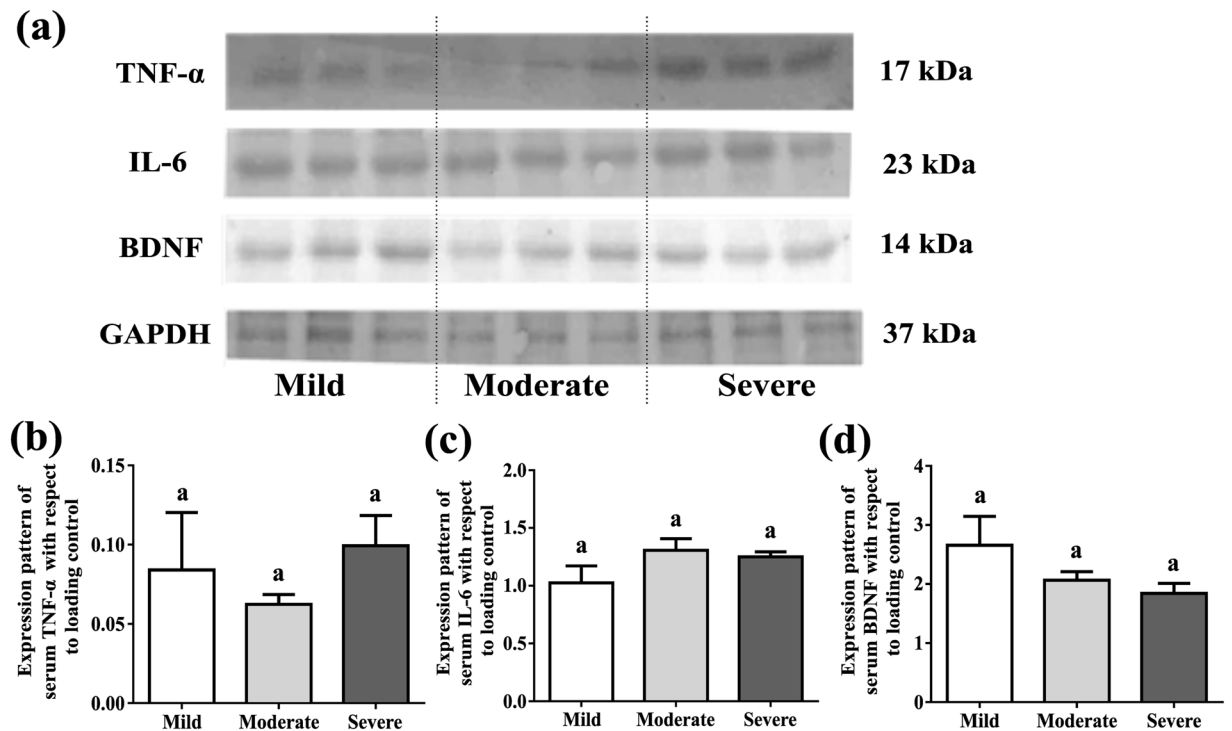 (a)
TNF-α
17 kDa
IL-6
23 kDa
BDNF
14 kDa
GAPDH
37 kDa
Mild
Moderate
Severe
(b)
Expression pattern of
serum TNF-α with respect
to loading control
0.15
0.10
0.05
0.00
a
a
a
Mild
Moderate
Severe
(c)
Expression pattern of
serum IL-6 with respect
to loading control
2.0
1.5
1.0
0.5
0.0
a
a
a
Mild
Moderate
Severe
(d)
Expression pattern of
serum BDNF with respect
to loading control
4
3
2
1
0
a
a
a
Mild
Moderate
Severe